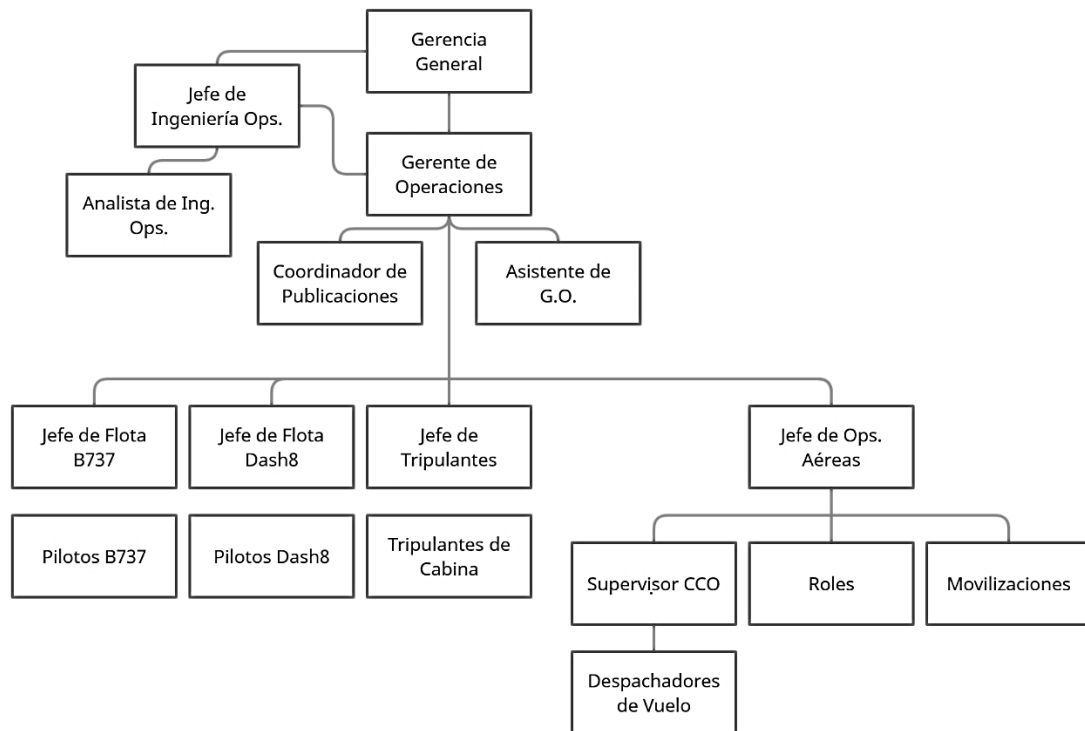 Gerencia
General
Jefe de
Ingeniería Ops.
Gerente de
Operaciones
Analista de Ing.
Ops.
Coordinador de
Publicaciones
Asistente de
G.O.
Jefe de Flota
B737
Jefe de Flota
Dash8
Jefe de
Tripulantes
Jefe de Ops.
Aéreas
Pilotos B737
Pilotos Dash8
Tripulantes de
Cabina
Supervisor CCO
Roles
Movilizaciones
Despachadores
de Vuelo